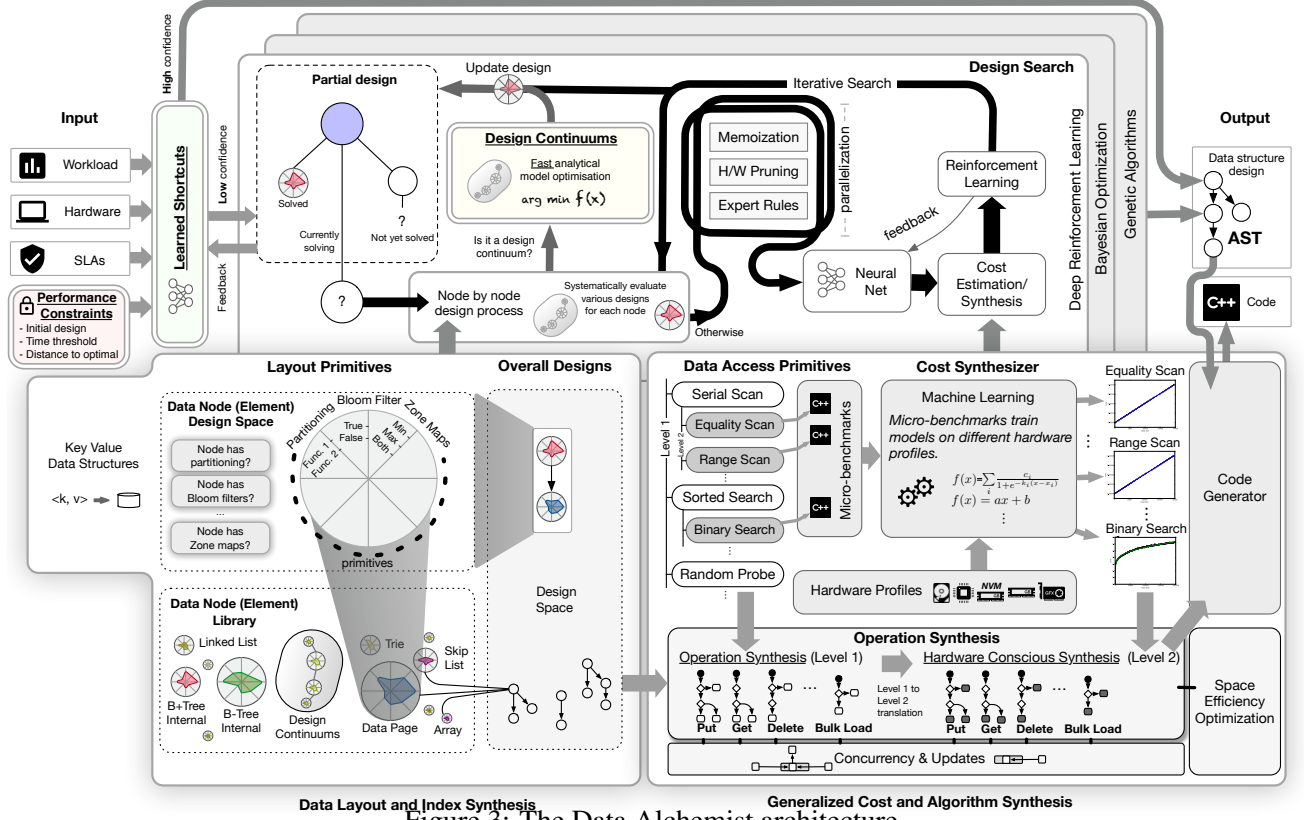 Input
Workload
Hardware
SLAs
Performance
Constraints
- Initial design
- Time threshold
- Distance to optimal
High confidence
Learned Shortcuts
Low confidence
Feedback
Partial design
Solved
Currently
solving
?
Not yet solved
?
Update design
Design Continuums
Fast analytical
model optimisation
arg min f(x)
Is it a design
continuum?
Node by node
design process
Systematically evaluate
various designs
for each node
Otherwise
Design Search
Iterative Search
Memoization
H/W Pruning
Expert Rules
parallelization
Reinforcement
Learning
feedback
Neural
Net
Cost
Estimation/
Synthesis
Deep Reinforcement Learning
Bayesian Optimization
Genetic Algorithms
Output
Data structure
design
AST
C++
Code
Key Value
Data Structures
<k, v>
Layout Primitives
Data Node (Element)
Design Space
Node has
partitioning?
Node has
Bloom filters?
...
Node has
Zone maps?
Partitioning
Bloom Filter
Zone Maps
Func. 1
Func. 2
True
False
Min
Max
Both
primitives
Overall Designs
Design
Space
Data Node (Element)
Library
Linked List
B+Tree
Internal
B-Tree
Internal
Design
Continuums
Trie
Data Page
Skip
List
Array
Data Layout and Index Synthesis
Data Access Primitives
Level 1
Level 2
Serial Scan
Equality Scan
Range Scan
Sorted Search
Binary Search
Random Probe
C++
C++
C++
Micro-benchmarks
Cost Synthesizer
Machine Learning
Micro-benchmarks train
models on different hardware
profiles.
f(x)=∑i ci/(1+e^−ki(x−xi))
f(x) = ax + b
⋮
Hardware Profiles
NVM
GFX
Equality Scan
Range Scan
Binary Search
Code
Generator
Operation Synthesis
Operation Synthesis (Level 1)
Level 1 to
Level 2
translation
Hardware Conscious Synthesis (Level 2)
...
Put Get Delete Bulk Load
...
Put Get Delete Bulk Load
Concurrency & Updates
Space
Efficiency
Optimization
Generalized Cost and Algorithm Synthesis
Figure 3: The Data Alchemist architecture